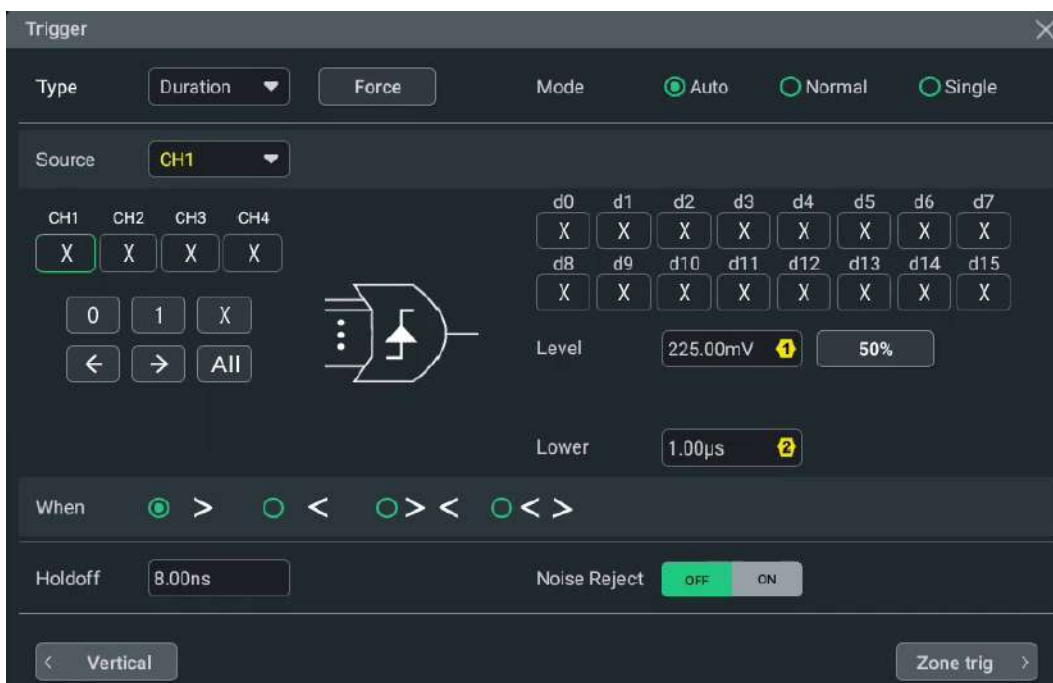 Trigger
Type Duration Force Mode Auto Normal Single
Source CH1
CH1 CH2 CH3 CH4
X X X X
d0 d1 d2 d3 d4 d5 d6 d7
X X X X X X X X
d8 d9 d10 d11 d12 d13 d14 d15
X X X X X X X X
0 1 X
← → All
Level 225.00mV 1 50%
Lower 1.00μs 2
When > < > < < >
Holdoff 8.00ns Noise Reject OFF ON
< Vertical Zone trig >